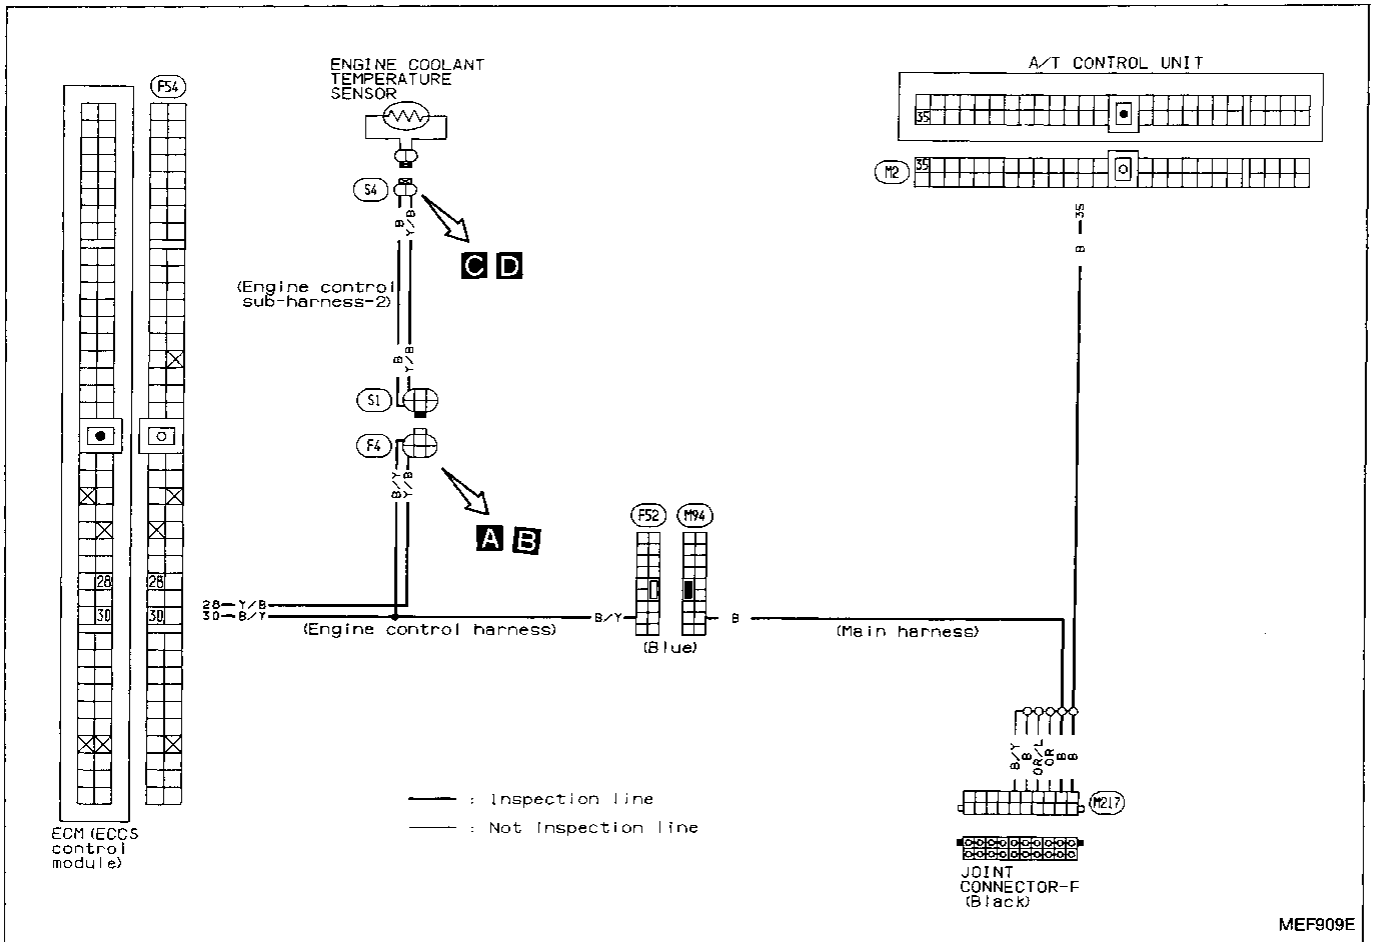 ENGINE COOLANT
TEMPERATURE
SENSOR
A/T CONTROL UNIT
F54
35
M2
35
S4
B
Y/B
35
B
C D
(Engine control
sub-harness-2)
B
Y/B
S1
F4
B/Y
Y/B
A B
F52
M94
28
28
30
30
28 Y/B
30 B/Y
(Engine control harness)
B/Y
B
(Main harness)
(Blue)
B/Y
B
OR/L
OR
B
B
: Inspection line
: Not inspection line
M217
ECM (ECCS
control
module)
JOINT
CONNECTOR-F
(Black)
MEF909E